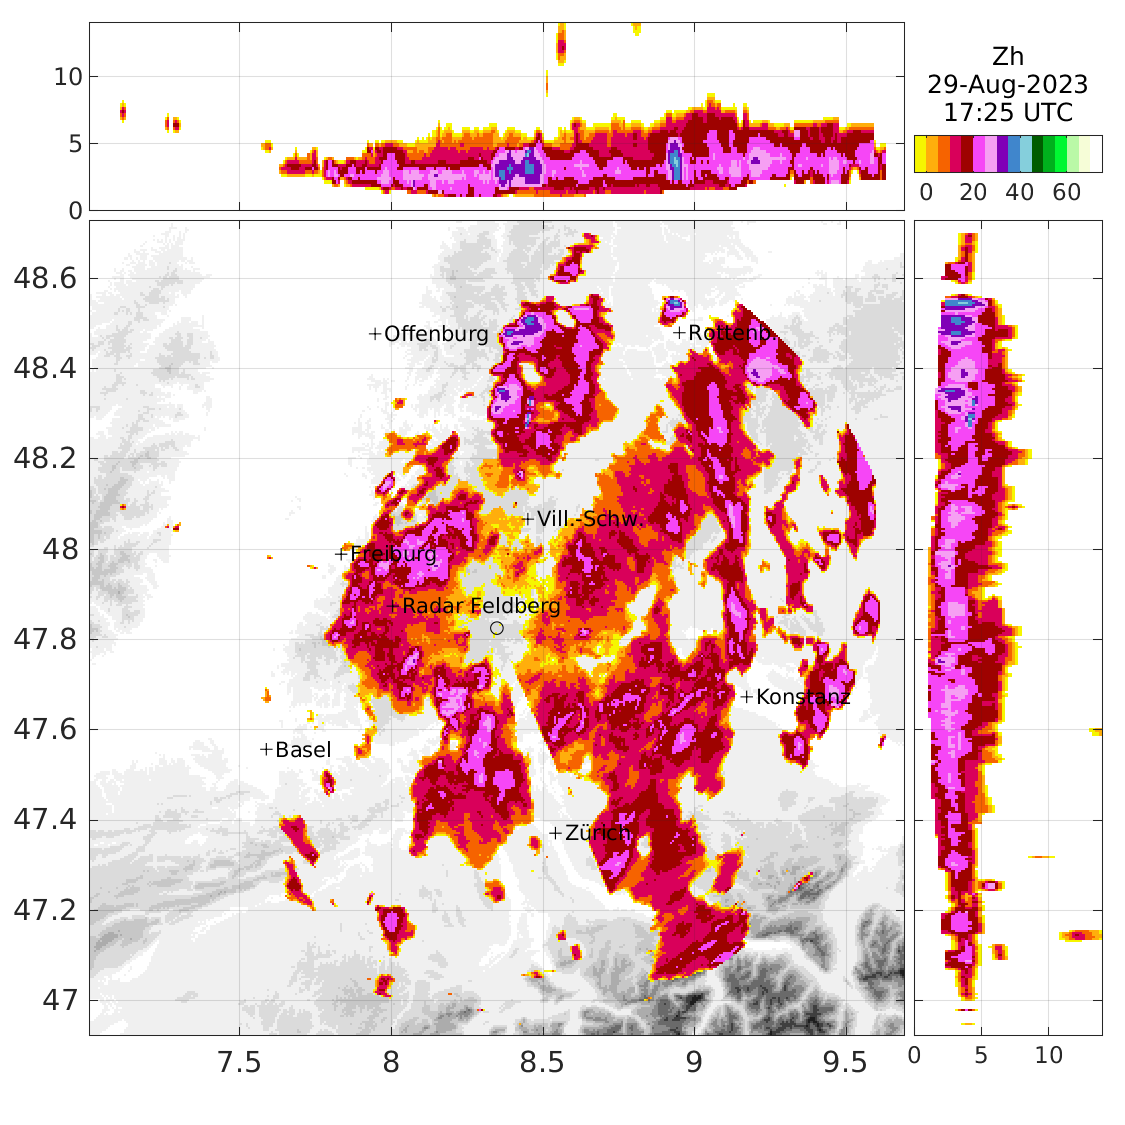 10
5
0
Zh
29-Aug-2023
17:25 UTC
0 20 40 60
48.6
48.4
48.2
48
47.8
47.6
47.4
47.2
47
+Offenburg
+Rottenb.
+Vill.-Schw.
+Freiburg
+Radar Feldberg
+Konstanz
+Basel
+Zürich
7.5 8 8.5 9 9.5
0 5 10